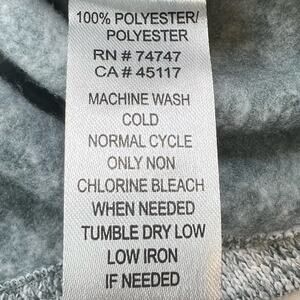 100% POLYESTER/
POLYESTER
RN # 74747
CA # 45117
MACHINE WASH
COLD
NORMAL CYCLE
ONLY NON
CHLORINE BLEACH
WHEN NEEDED
TUMBLE DRY LOW
LOW IRON
IF NEEDED